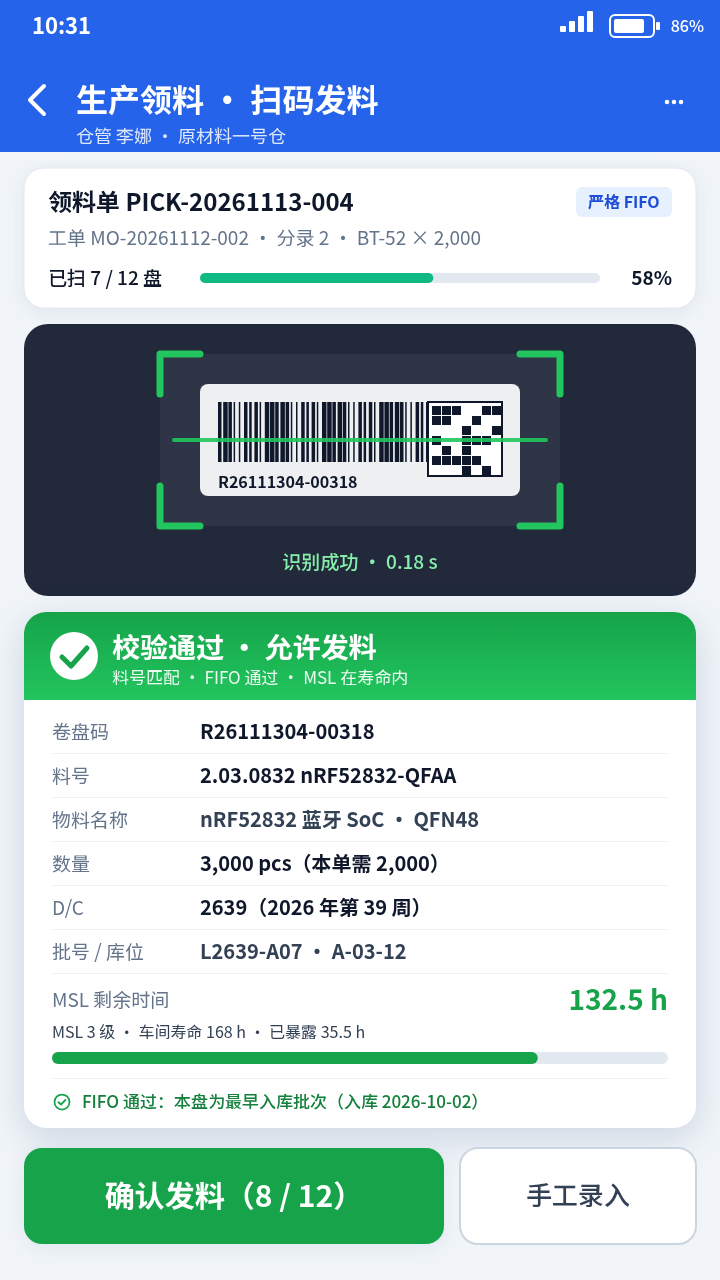 10:31
86%
生产领料 · 扫码发料
···
仓管 李娜 · 原材料一号仓
领料单 PICK-20261113-004
严格 FIFO
工单 MO-20261112-002 · 分录 2 · BT-52 × 2,000
已扫 7 / 12 盘
58%
R26111304-00318
识别成功 · 0.18 s
校验通过 · 允许发料
料号匹配 · FIFO 通过 · MSL 在寿命内
卷盘码 R26111304-00318
料号 2.03.0832 nRF52832-QFAA
物料名称 nRF52832 蓝牙 SoC · QFN48
数量 3,000 pcs（本单需 2,000）
D/C 2639（2026 年第 39 周）
批号 / 库位 L2639-A07 · A-03-12
MSL 剩余时间 132.5 h
MSL 3 级 · 车间寿命 168 h · 已暴露 35.5 h
FIFO 通过：本盘为最早入库批次（入库 2026-10-02）
确认发料（8 / 12）
手工录入